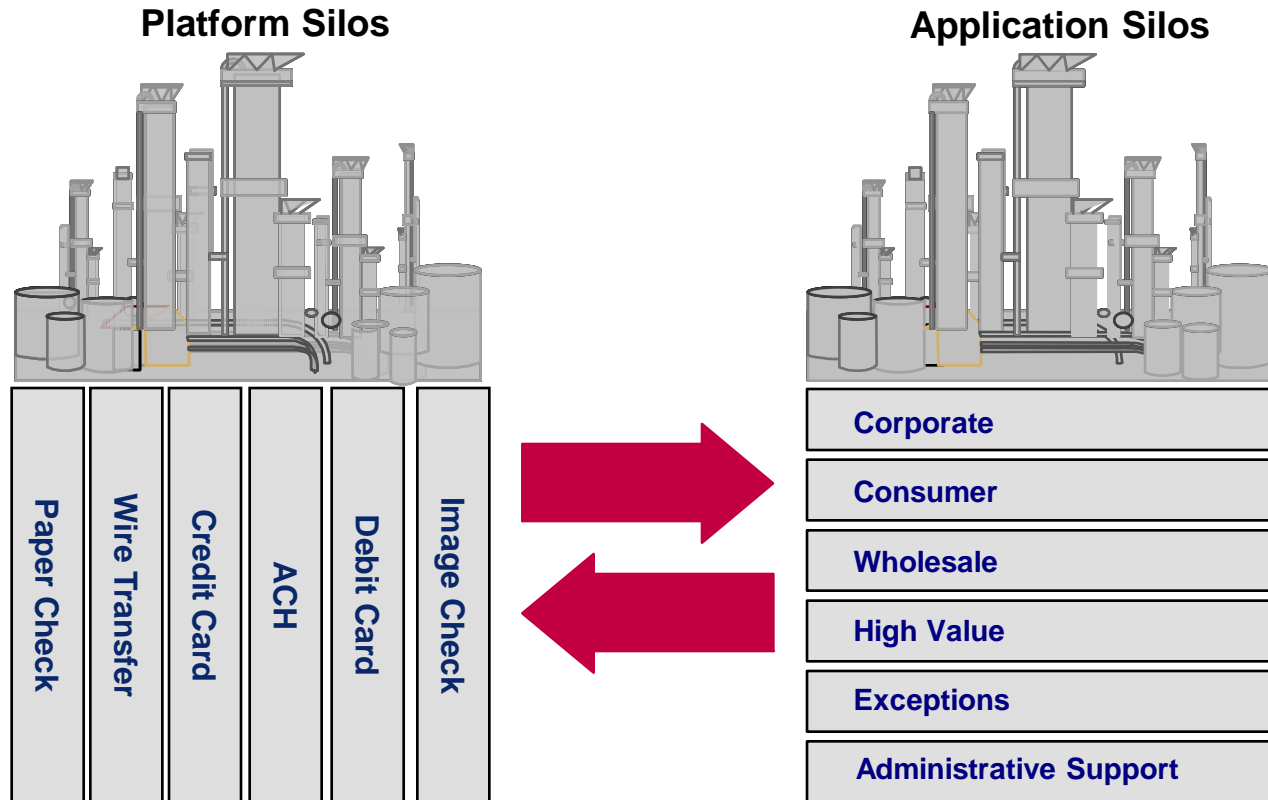 Platform Silos
Application Silos
Paper Check
Wire Transfer
Credit Card
ACH
Debit Card
Image Check
Corporate
Consumer
Wholesale
High Value
Exceptions
Administrative Support